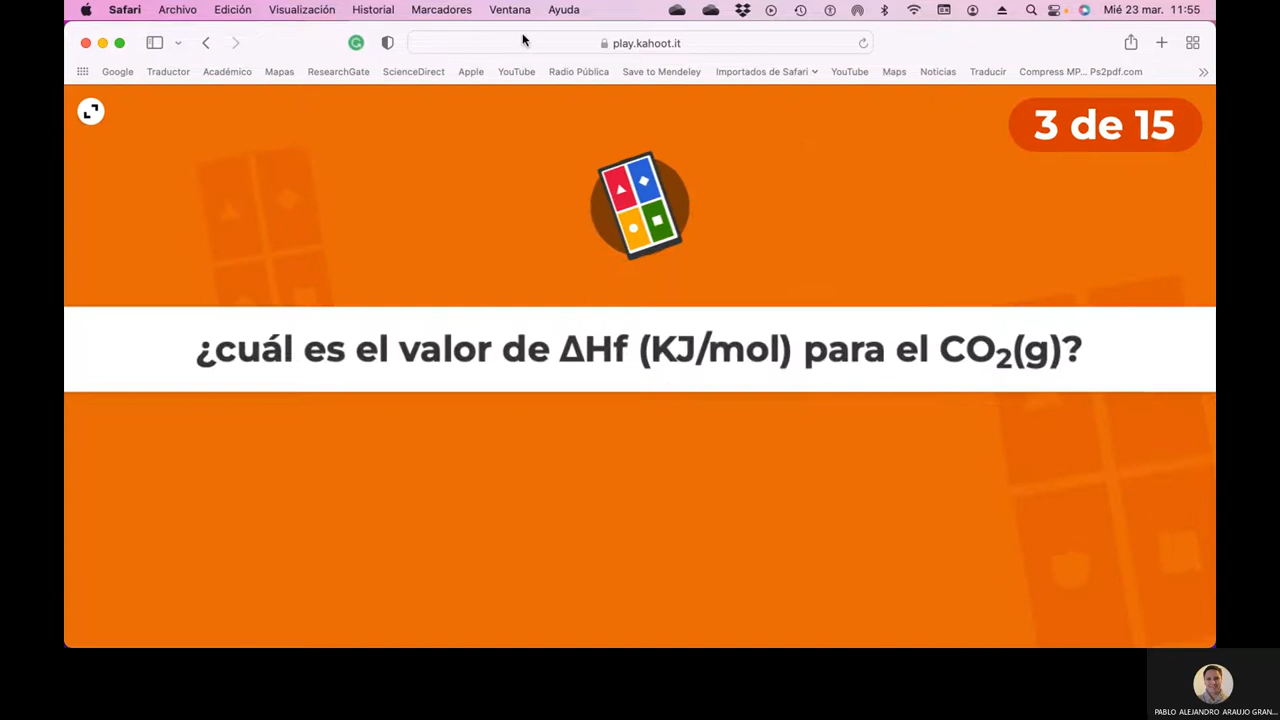 Safari Archivo Edición Visualización Historial Marcadores Ventana Ayuda Mié 23 mar. 11:55
play.kahoot.it
Google Traductor Académico Mapas ResearchGate ScienceDirect Apple YouTube Radio Pública Save to Mendeley Importados de Safari YouTube Maps Noticias Traducir Compress MP... Ps2pdf.com
3 de 15
¿cuál es el valor de ΔHf (KJ/mol) para el CO₂(g)?
PABLO ALEJANDRO ARAUJO GRAN...